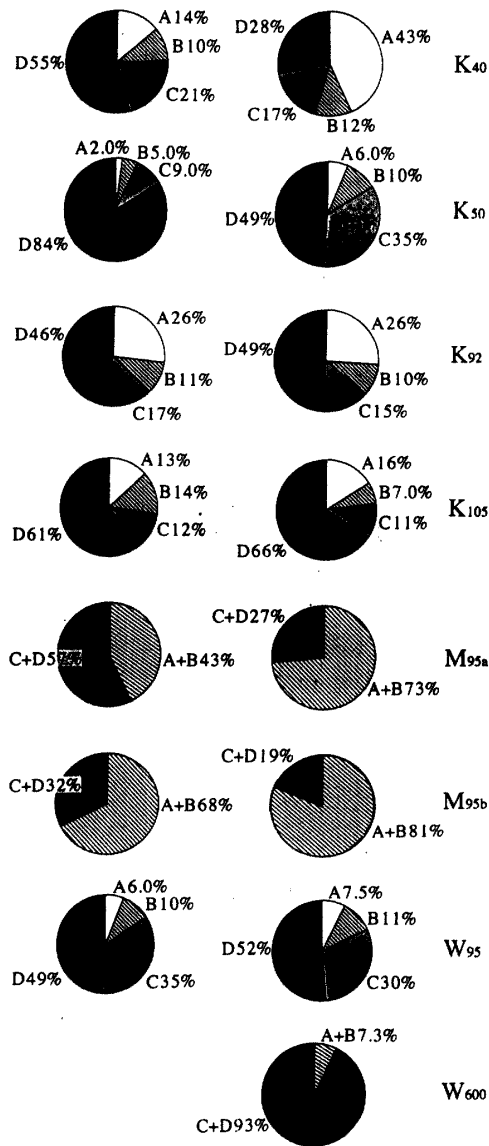 A14%
B10%
D55%
C21%
A43%
D28%
C17%
B12%
K40
A2.0%
B5.0%
C9.0%
D84%
A6.0%
B10%
D49%
C35%
K50
D46%
A26%
B11%
C17%
A26%
D49%
B10%
C15%
K92
A13%
B14%
D61%
C12%
A16%
B7.0%
C11%
D66%
K105
C+D57%
A+B43%
C+D27%
A+B73%
M95a
C+D32%
A+B68%
C+D19%
A+B81%
M95b
A6.0%
B10%
D49%
C35%
A7.5%
B11%
D52%
C30%
W95
A+B7.3%
C+D93%
W600